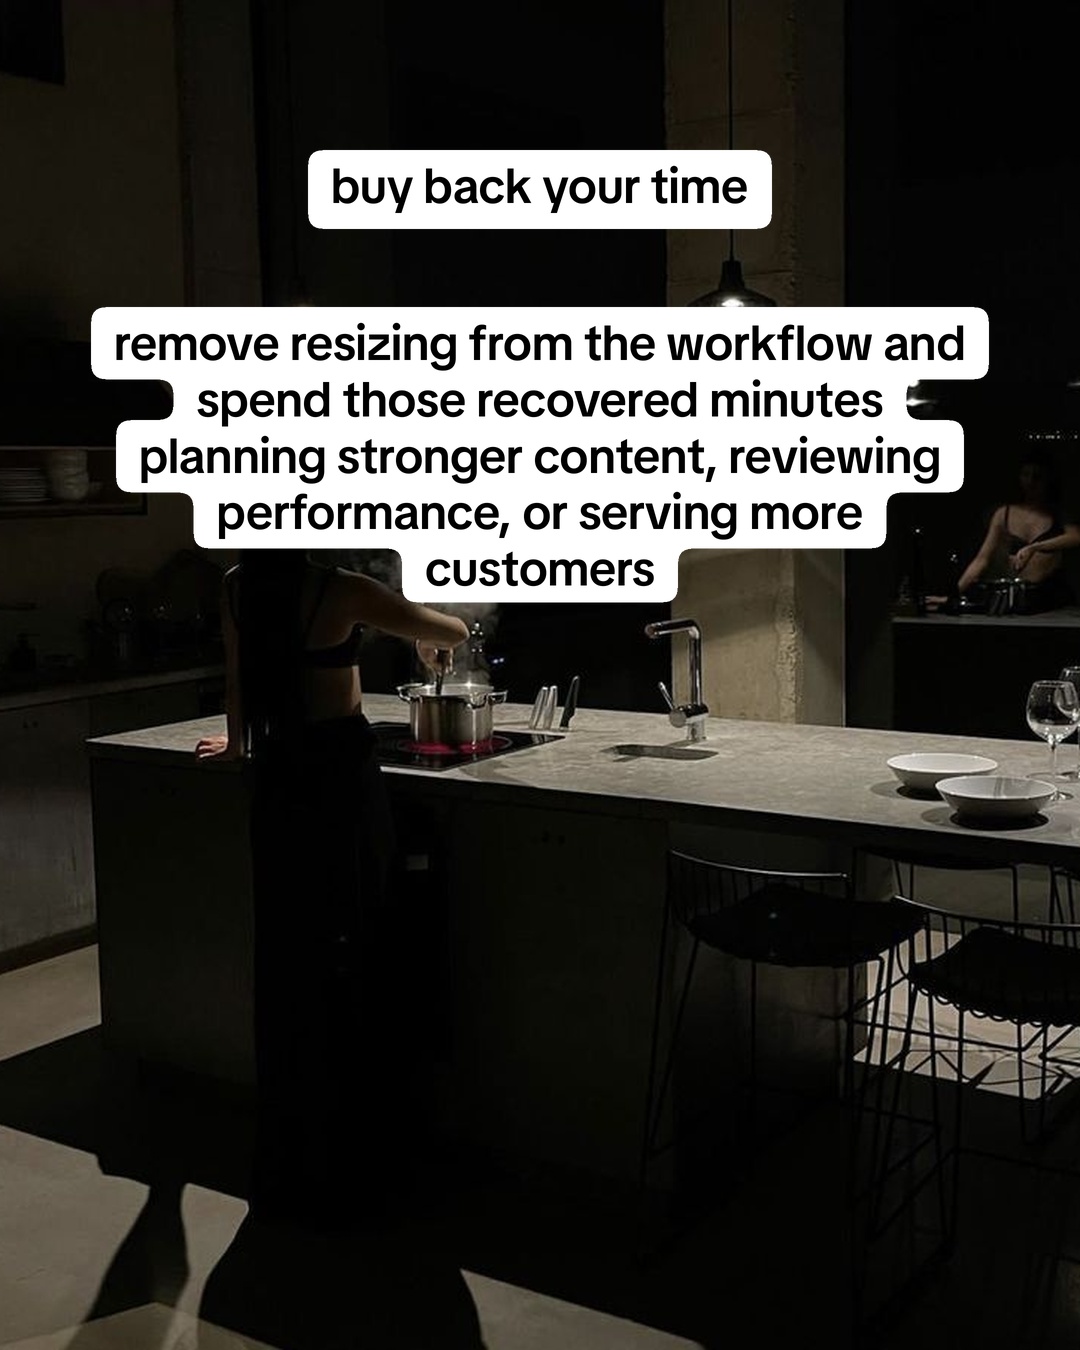 buy back your time
remove resizing from the workflow and
spend those recovered minutes
planning stronger content, reviewing
performance, or serving more
customers